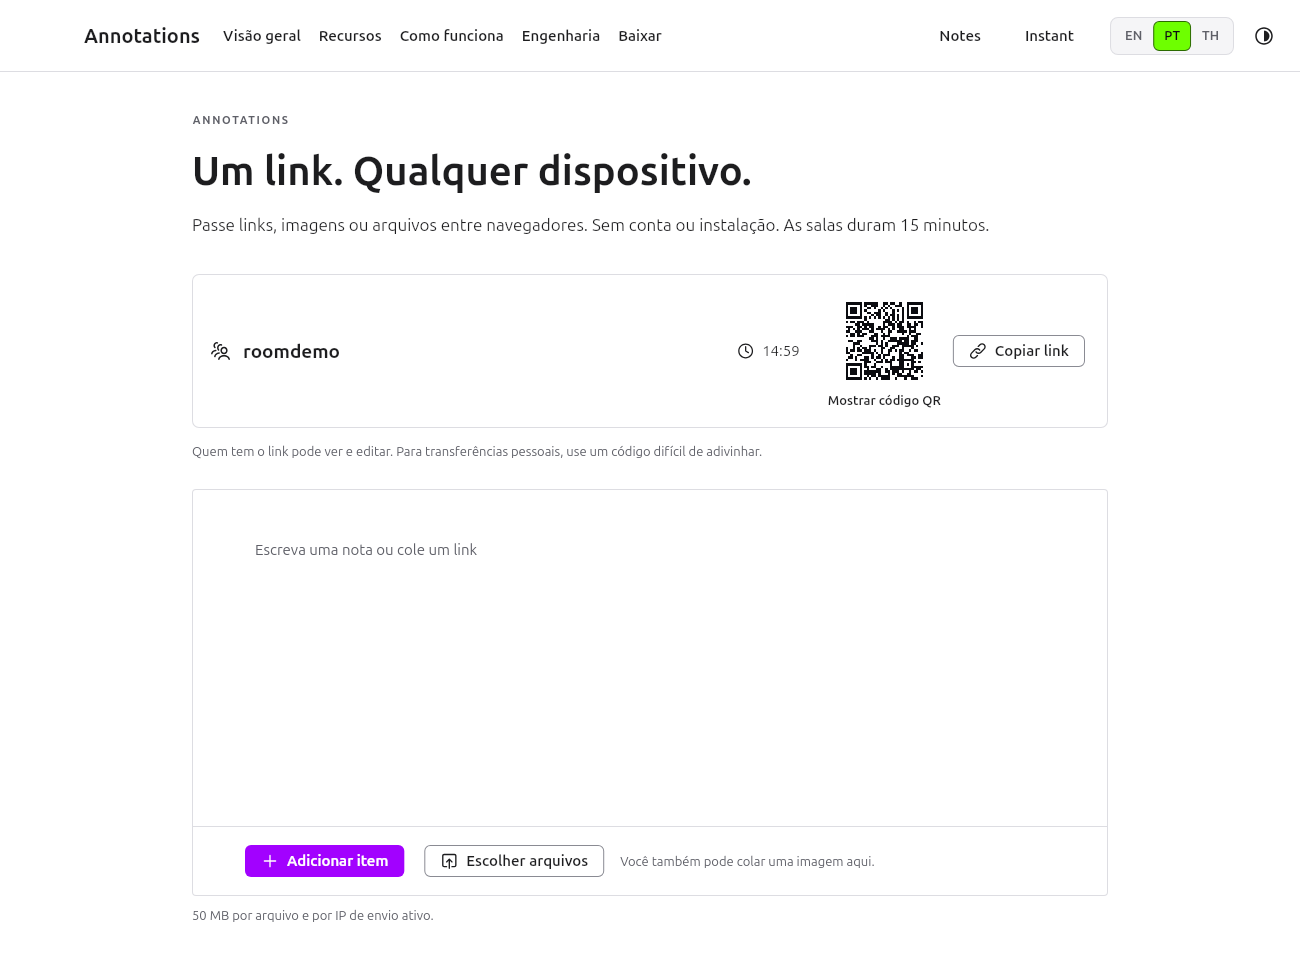 Annotations
Visão geral
Recursos
Como funciona
Engenharia
Baixar
Notes
Instant
EN
PT
TH
ANNOTATIONS
Um link. Qualquer dispositivo.
Passe links, imagens ou arquivos entre navegadores. Sem conta ou instalação. As salas duram 15 minutos.
roomdemo
14:59
Copiar link
Mostrar código QR
Quem tem o link pode ver e editar. Para transferências pessoais, use um código difícil de adivinhar.
Escreva uma nota ou cole um link
Adicionar item
Escolher arquivos
Você também pode colar uma imagem aqui.
50 MB por arquivo e por IP de envio ativo.